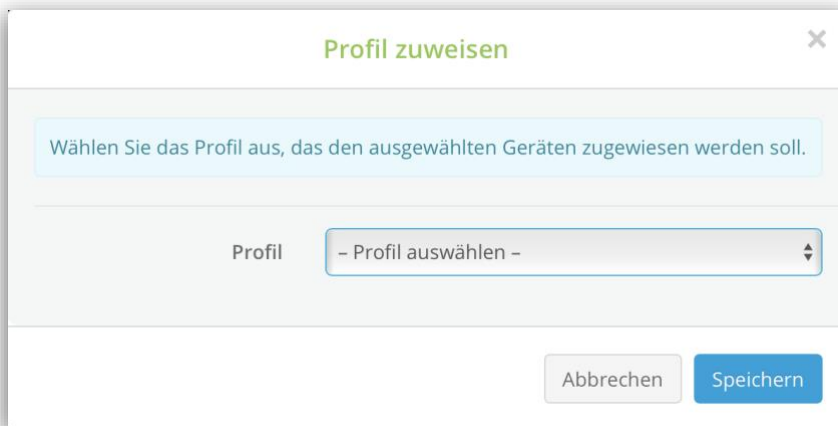 Profil zuweisen
×
Wählen Sie das Profil aus, das den ausgewählten Geräten zugewiesen werden soll.
Profil
– Profil auswählen –
Abbrechen
Speichern